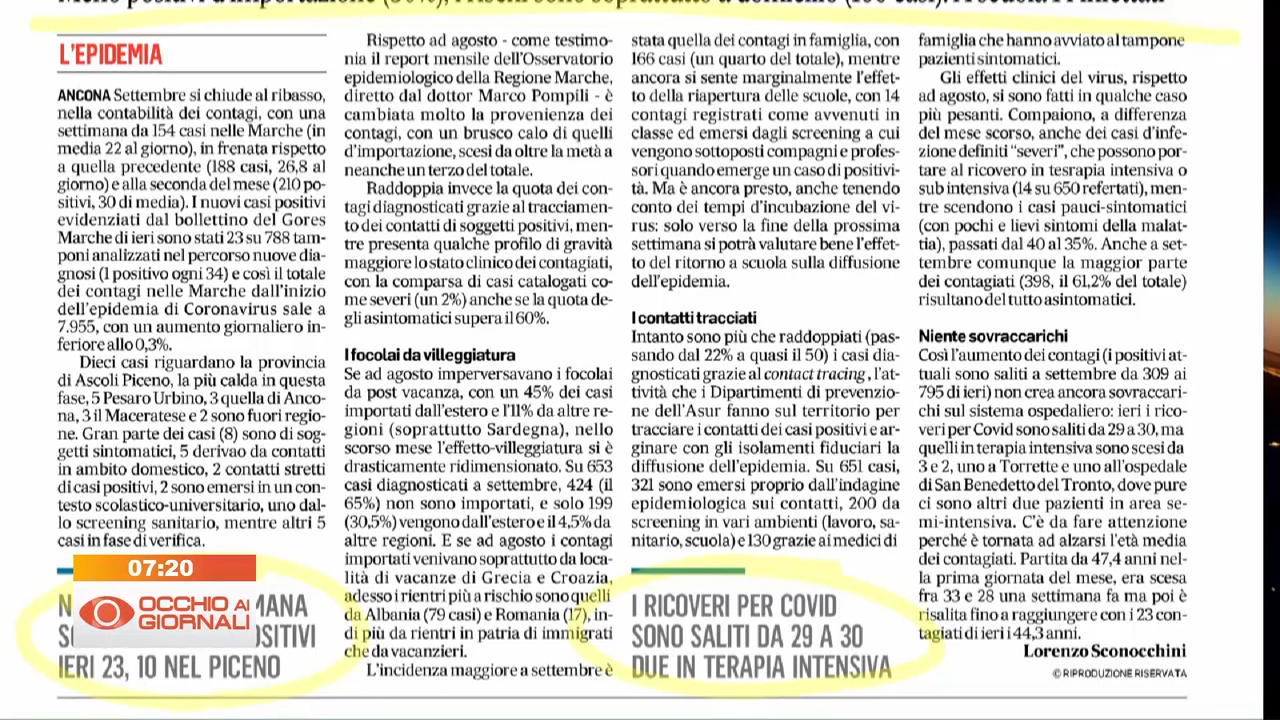 L'EPIDEMIA
ANCONA Settembre si chiude al ribasso,
nella contabilità dei contagi, con una
settimana da 154 casi nelle Marche (in
media 22 al giorno), in frenata rispetto
a quella precedente (188 casi, 26,8 al
giorno) e alla seconda del mese (210 po-
sitivi, 30 di media). I nuovi casi positivi
evidenziati dal bollettino del Gores
Marche di ieri sono stati 23 su 788 tam-
poni analizzati nel percorso nuove dia-
gnosi (1 positivo ogni 34) e così il totale
dei contagi nelle Marche dall'inizio
dell'epidemia di Coronavirus sale a
7.955, con un aumento giornaliero in-
feriore allo 0,3%.
Dieci casi riguardano la provincia
di Ascoli Piceno, la più calda in questa
fase, 5 Pesaro Urbino, 3 quella di Anco-
na, 3 il Maceratese e 2 sono fuori regio-
ne. Gran parte dei casi (8) sono di sog-
getti sintomatici, 5 derivao da contatti
in ambito domestico, 2 contatti stretti
di casi positivi, 2 sono emersi in un con-
testo scolastico-universitario, uno dal-
lo screening sanitario, mentre altri 5
casi in fase di verifica.
07:20
OCCHIO AI
GIORNALI
IERI 23, 10 NEL PICENO
Rispetto ad agosto - come testimo-
nia il report mensile dell'Osservatorio
epidemiologico della Regione Marche,
diretto dal dottor Marco Pompili - è
cambiata molto la provenienza dei
contagi, con un brusco calo di quelli
d'importazione, scesi da oltre la metà a
neanche un terzo del totale.
Raddoppia invece la quota dei con-
tagi diagnosticati grazie al tracciamen-
to dei contatti di soggetti positivi, men-
tre presenta qualche profilo di gravità
maggiore lo stato clinico dei contagiati,
con la comparsa di casi catalogati co-
me severi (un 2%) anche se la quota de-
gli asintomatici supera il 60%.
I focolai da villeggiatura
Se ad agosto imperversavano i focolai
da post vacanza, con un 45% dei casi
importati dall'estero e l'11% da altre re-
gioni (soprattutto Sardegna), nello
scorso mese l'effetto-villeggiatura si è
drasticamente ridimensionato. Su 653
casi diagnosticati a settembre, 424 (il
65%) non sono importati, e solo 199
(30,5%) vengono dall'estero e il 4,5% da
altre regioni. E se ad agosto i contagi
importati venivano soprattutto da loca-
lità di vacanze di Grecia e Croazia,
adesso i rientri più a rischio sono quelli
da Albania (79 casi) e Romania (17), in-
di più da rientri in patria di immigrati
che da vacanzieri.
L'incidenza maggiore a settembre è
stata quella dei contagi in famiglia, con
166 casi (un quarto del totale), mentre
ancora si sente marginalmente l'effet-
to della riapertura delle scuole, con 14
contagi registrati come avvenuti in
classe ed emersi dagli screening a cui
vengono sottoposti compagni e profes-
sori quando emerge un caso di positivi-
tà. Ma è ancora presto, anche tenendo
conto dei tempi d'incubazione del vi-
rus: solo verso la fine della prossima
settimana si potrà valutare bene l'effet-
to del ritorno a scuola sulla diffusione
dell'epidemia.
I contatti tracciati
Intanto sono più che raddoppiati (pas-
sando dal 22% a quasi il 50) i casi dia-
gnosticati grazie al contact tracing, l'at-
tività che i Dipartimenti di prevenzio-
ne dell'Asur fanno sul territorio per
tracciare i contatti dei casi positivi e ar-
ginare con gli isolamenti fiduciari la
diffusione dell'epidemia. Su 651 casi,
321 sono emersi proprio dall'indagine
epidemiologica sui contatti, 200 da
screening in vari ambienti (lavoro, sa-
nitario, scuola) e 130 grazie ai medici di
I RICOVERI PER COVID
SONO SALITI DA 29 A 30
DUE IN TERAPIA INTENSIVA
famiglia che hanno avviato al tampone
pazienti sintomatici.
Gli effetti clinici del virus, rispetto
ad agosto, si sono fatti in qualche caso
più pesanti. Compaiono, a differenza
del mese scorso, anche dei casi d'infe-
zione definiti "severi", che possono por-
tare al ricovero in tesrapia intensiva o
sub intensiva (14 su 650 refertati), men-
tre scendono i casi pauci-sintomatici
(con pochi e lievi sintomi della malat-
tia), passati dal 40 al 35%. Anche a set-
tembre comunque la maggior parte
dei contagiati (398, il 61,2% del totale)
risultano del tutto asintomatici.
Niente sovraccarichi
Così l'aumento dei contagi (i positivi at-
tuali sono saliti a settembre da 309 ai
795 di ieri) non crea ancora sovraccari-
chi sul sistema ospedaliero: ieri i rico-
veri per Covid sono saliti da 29 a 30, ma
quelli in terapia intensiva sono scesi da
3 e 2, uno a Torrette e uno all'ospedale
di San Benedetto del Tronto, dove pure
ci sono altri due pazienti in area se-
mi-intensiva. C'è da fare attenzione
perché è tornata ad alzarsi l'età media
dei contagiati. Partita da 47,4 anni nel-
la prima giornata del mese, era scesa
fra 33 e 28 una settimana fa ma poi è
risalita fino a raggiungere con i 23 con-
tagiati di ieri i 44,3 anni.
Lorenzo Sconocchini
© RIPRODUZIONE RISERVATA